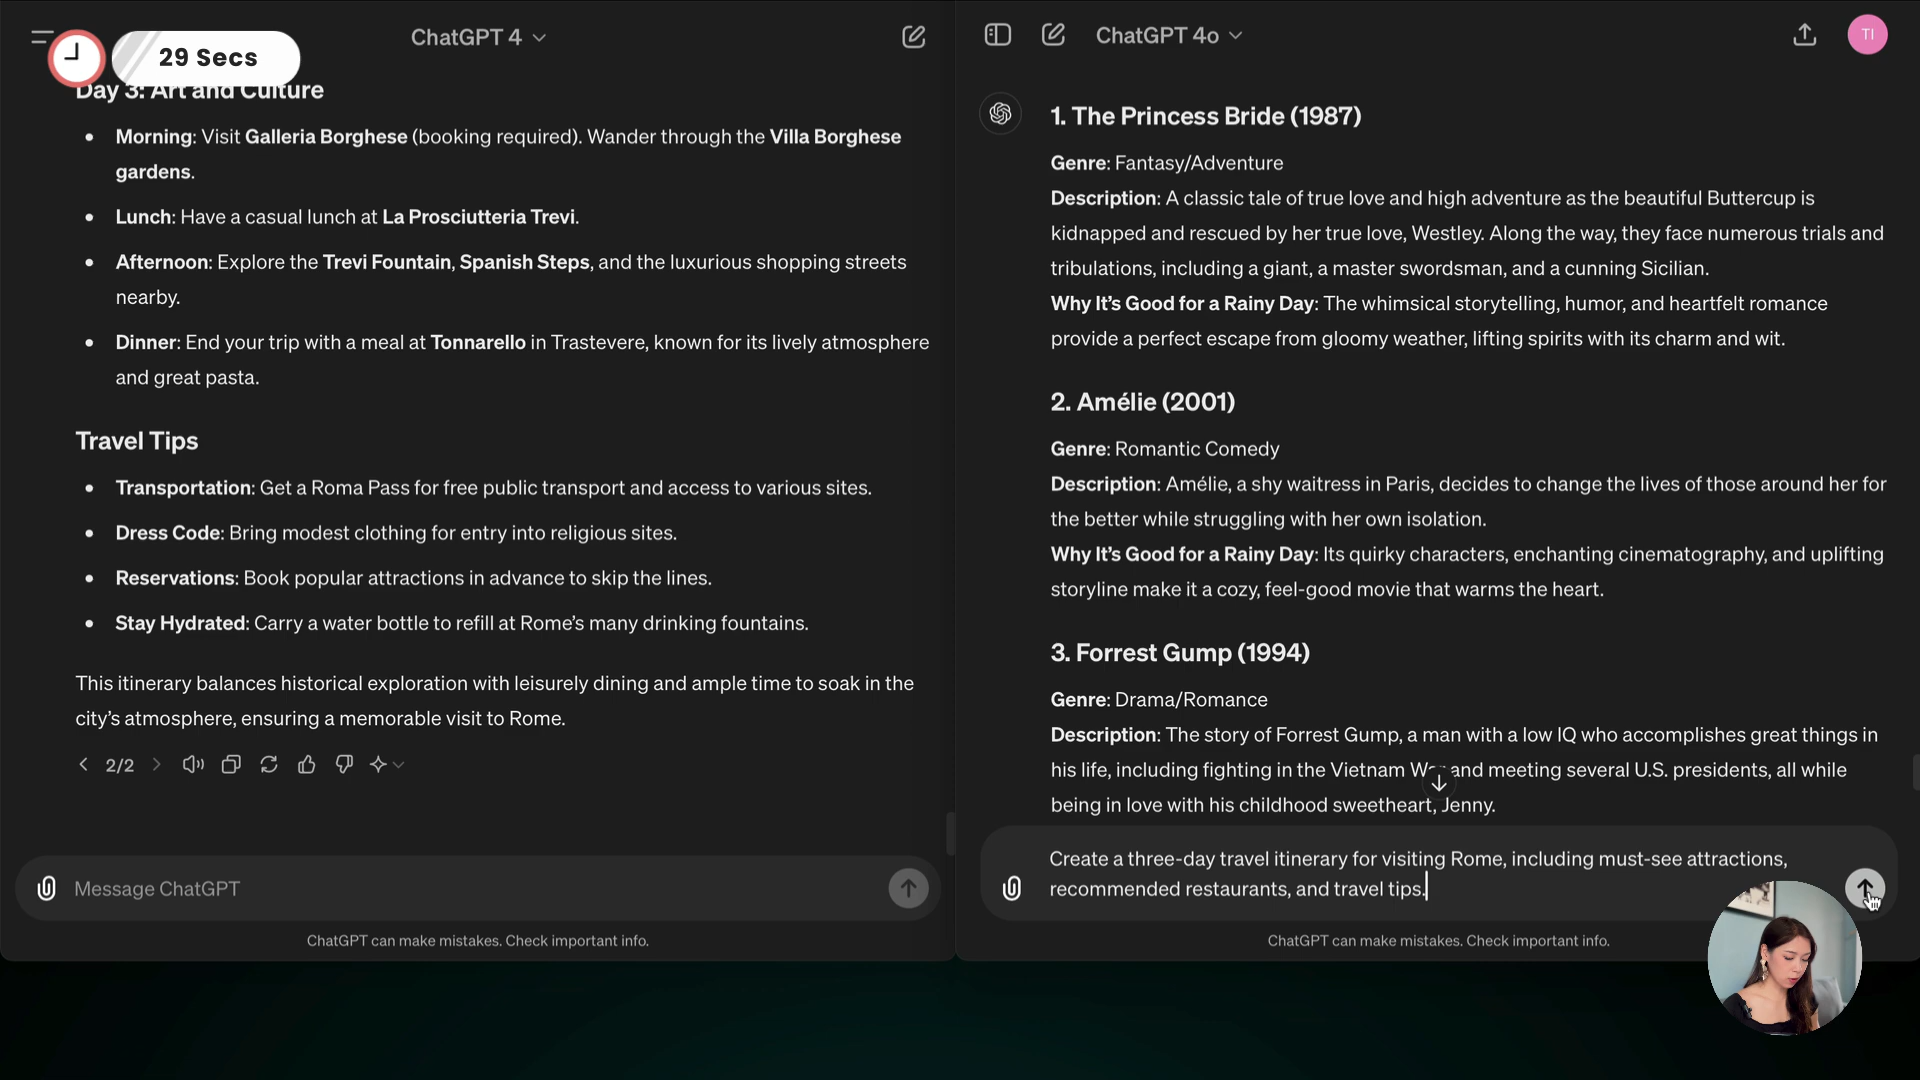 ChatGPT 4
29 Secs
Day 3: Art and Culture
Morning: Visit Galleria Borghese (booking required). Wander through the Villa Borghese
gardens.
Lunch: Have a casual lunch at La Prosciutteria Trevi.
Afternoon: Explore the Trevi Fountain, Spanish Steps, and the luxurious shopping streets
nearby.
Dinner: End your trip with a meal at Tonnarello in Trastevere, known for its lively atmosphere
and great pasta.
Travel Tips
Transportation: Get a Roma Pass for free public transport and access to various sites.
Dress Code: Bring modest clothing for entry into religious sites.
Reservations: Book popular attractions in advance to skip the lines.
Stay Hydrated: Carry a water bottle to refill at Rome’s many drinking fountains.
This itinerary balances historical exploration with leisurely dining and ample time to soak in the
city’s atmosphere, ensuring a memorable visit to Rome.
2/2
Message ChatGPT
ChatGPT can make mistakes. Check important info.
ChatGPT 4o
TI
1. The Princess Bride (1987)
Genre: Fantasy/Adventure
Description: A classic tale of true love and high adventure as the beautiful Buttercup is
kidnapped and rescued by her true love, Westley. Along the way, they face numerous trials and
tribulations, including a giant, a master swordsman, and a cunning Sicilian.
Why It’s Good for a Rainy Day: The whimsical storytelling, humor, and heartfelt romance
provide a perfect escape from gloomy weather, lifting spirits with its charm and wit.
2. Amélie (2001)
Genre: Romantic Comedy
Description: Amélie, a shy waitress in Paris, decides to change the lives of those around her for
the better while struggling with her own isolation.
Why It’s Good for a Rainy Day: Its quirky characters, enchanting cinematography, and uplifting
storyline make it a cozy, feel-good movie that warms the heart.
3. Forrest Gump (1994)
Genre: Drama/Romance
Description: The story of Forrest Gump, a man with a low IQ who accomplishes great things in
his life, including fighting in the Vietnam War and meeting several U.S. presidents, all while
being in love with his childhood sweetheart, Jenny.
Create a three-day travel itinerary for visiting Rome, including must-see attractions,
recommended restaurants, and travel tips.
ChatGPT can make mistakes. Check important info.